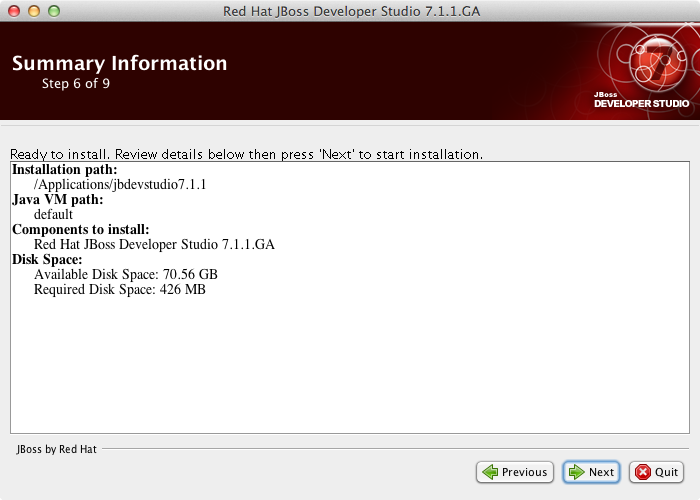 Red Hat JBoss Developer Studio 7.1.1.GA
Summary Information
Step 6 of 9
7
JBoss
DEVELOPER STUDIO
Ready to install. Review details below then press 'Next' to start installation.
Installation path:
/Applications/jbdevstudio7.1.1
Java VM path:
default
Components to install:
Red Hat JBoss Developer Studio 7.1.1.GA
Disk Space:
Available Disk Space: 70.56 GB
Required Disk Space: 426 MB
JBoss by Red Hat
Previous
Next
Quit